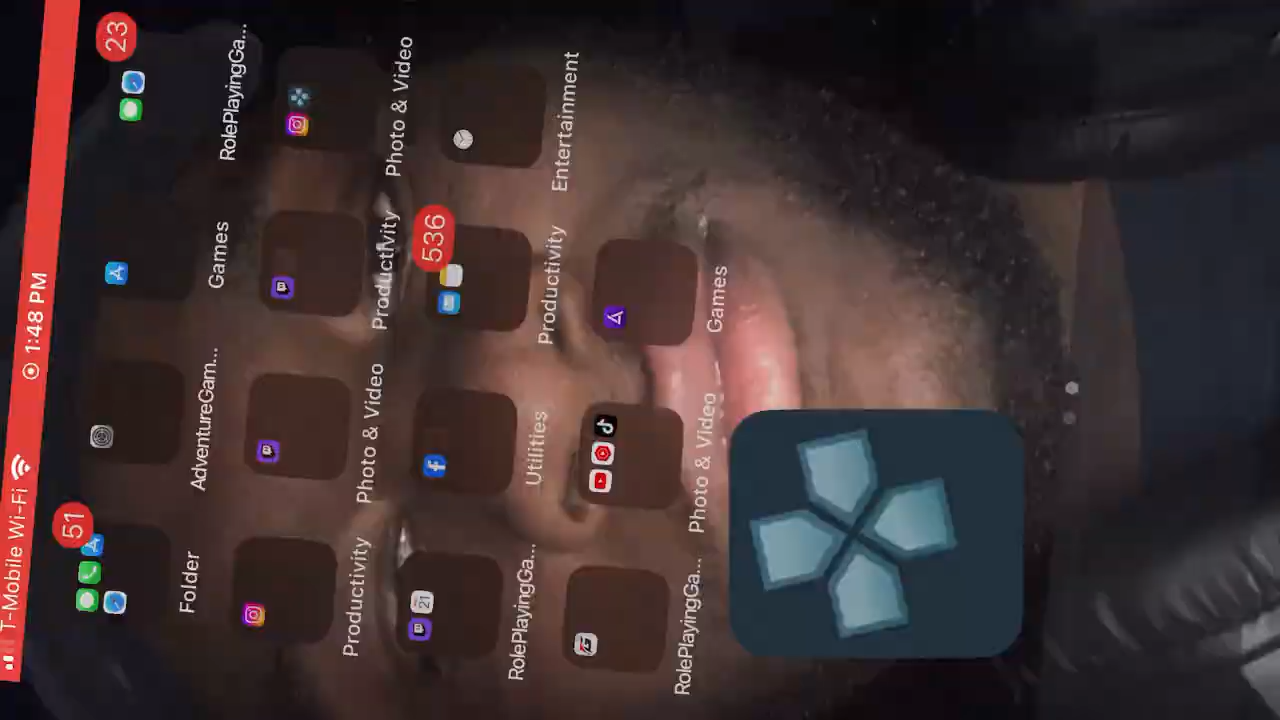 T-Mobile Wi-Fi 1:48 PM
51
23
Folder
AdventureGam...
Games
RolePlayingGa...
Productivity
Photo & Video
Productivity
Photo & Video
536
21
RolePlayingGa...
Utilities
Productivity
Entertainment
RolePlayingGa...
Photo & Video
Games